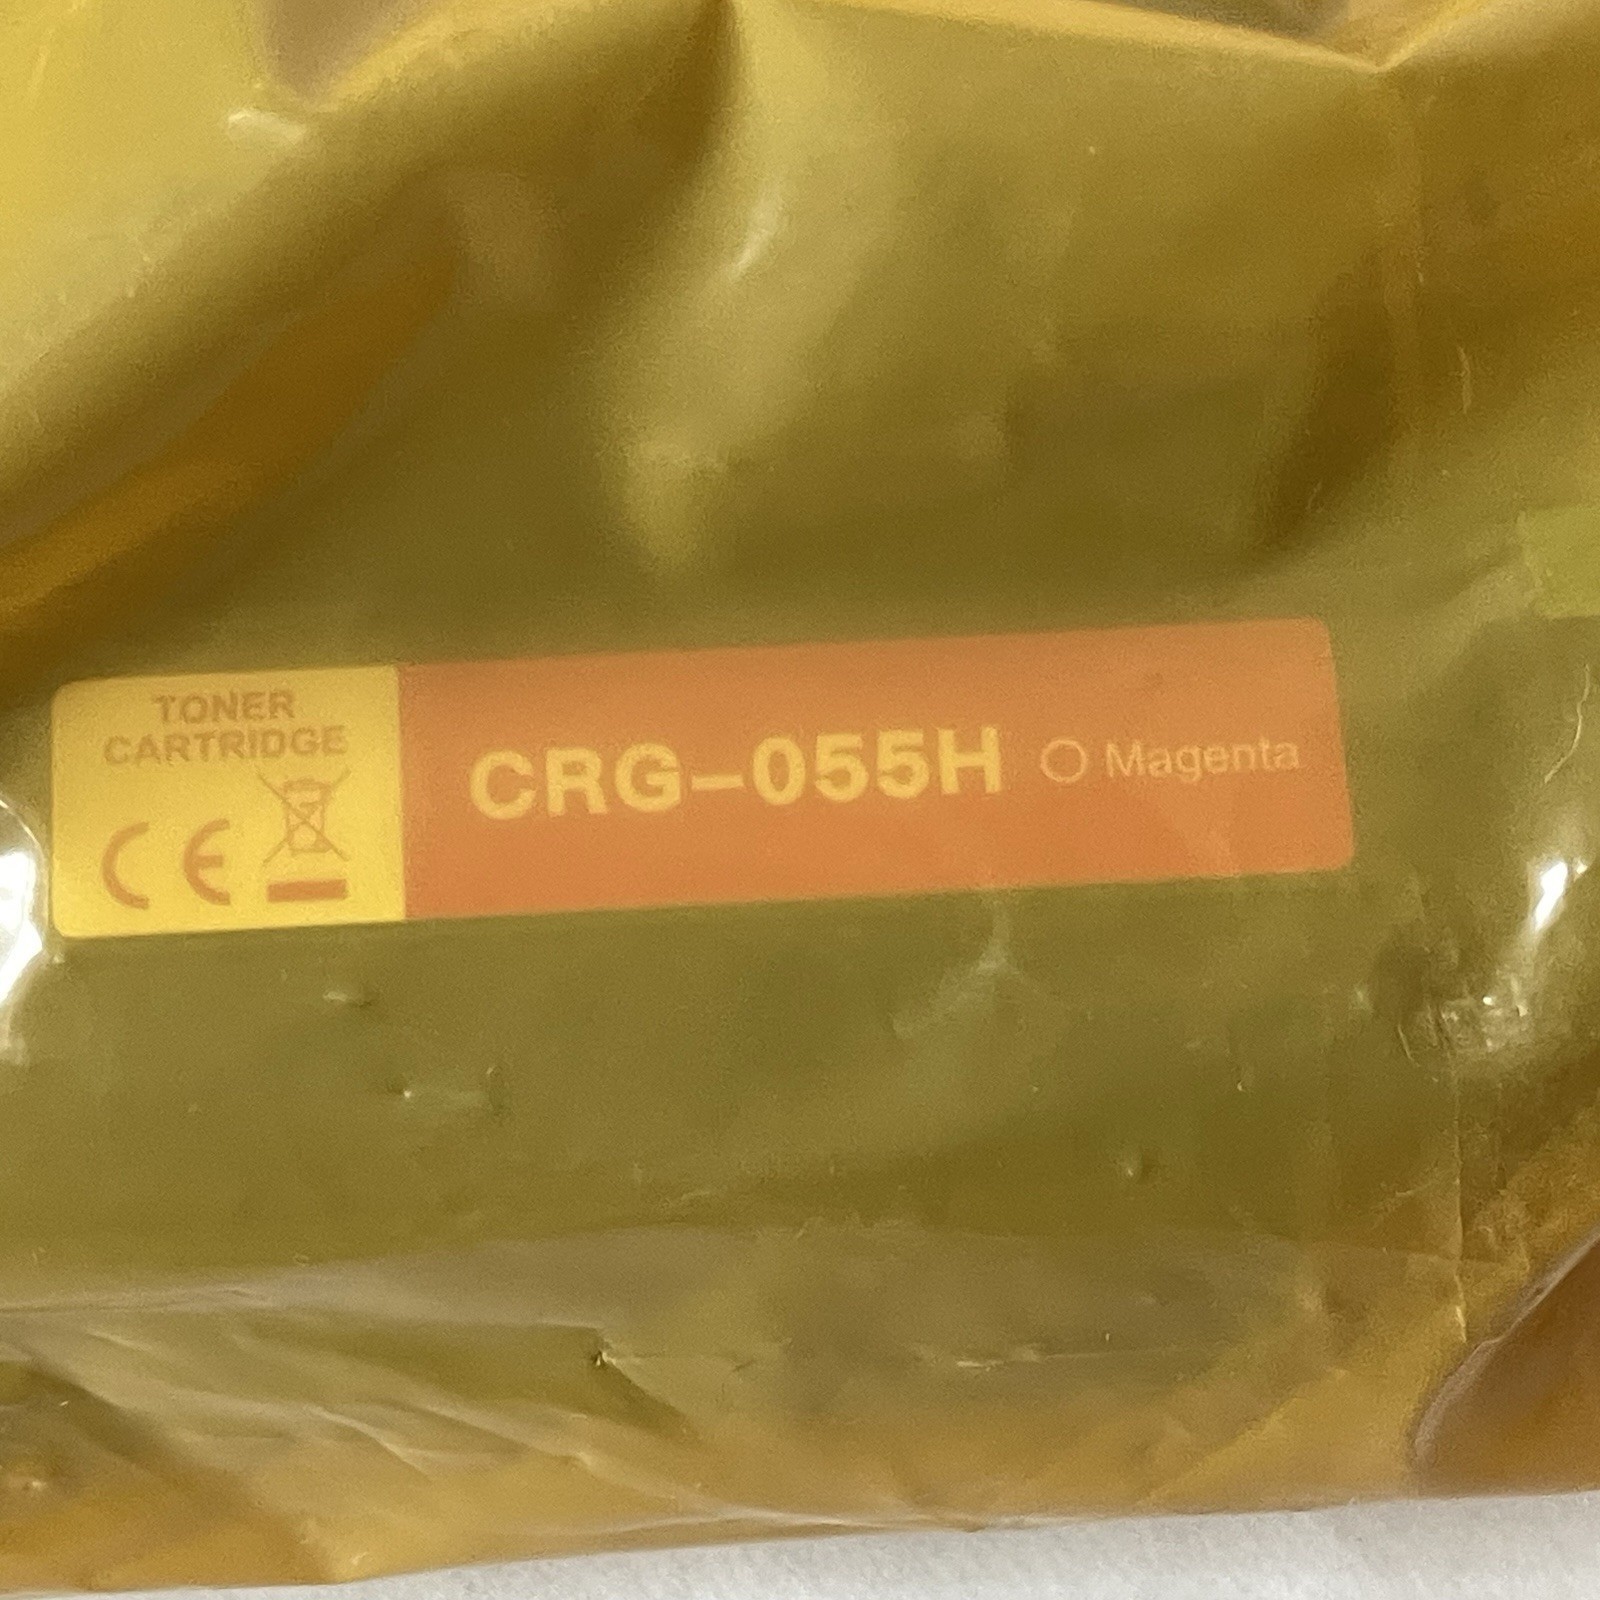 TONER
CARTRIDGE
CE
CRG-055H
Magenta